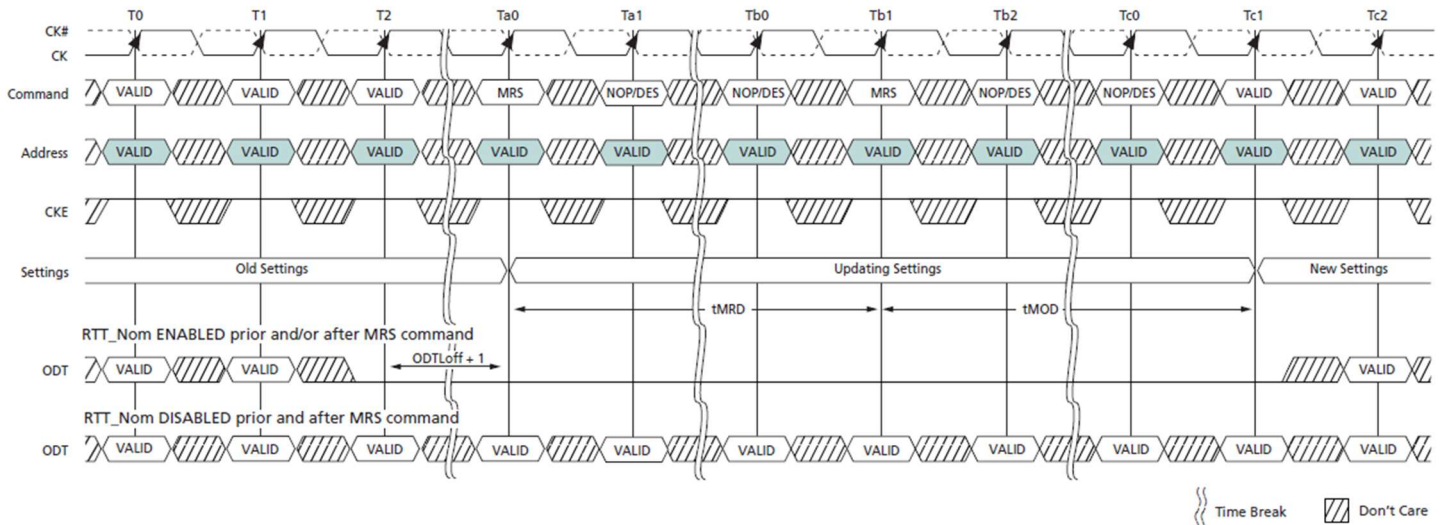 T0 T1 T2 Ta0 Ta1 Tb0 Tb1 Tb2 Tc0 Tc1 Tc2
CK#
CK
Command VALID VALID VALID MRS NOP/DES NOP/DES MRS NOP/DES NOP/DES VALID VALID
Address VALID VALID VALID VALID VALID VALID VALID VALID VALID VALID VALID
CKE
Settings Old Settings Updating Settings New Settings
tMRD tMOD
RTT_Nom ENABLED prior and/or after MRS command
ODTLoff + 1
ODT VALID VALID VALID
RTT_Nom DISABLED prior and after MRS command
ODT VALID VALID VALID VALID VALID VALID VALID VALID VALID VALID VALID
Time Break Don't Care